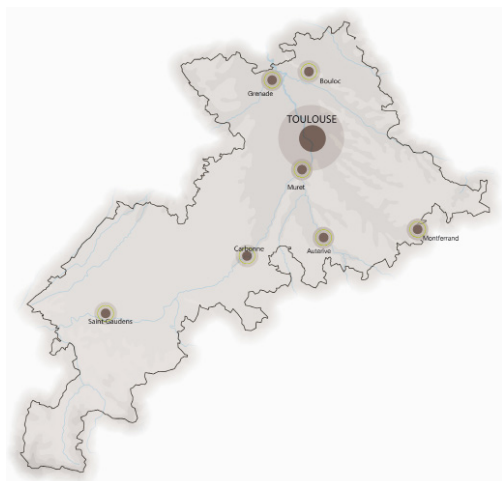 Bouloc
Grenade
TOULOUSE
Muret
Carbonne
Auterive
Montferrand
Saint-Gaudens